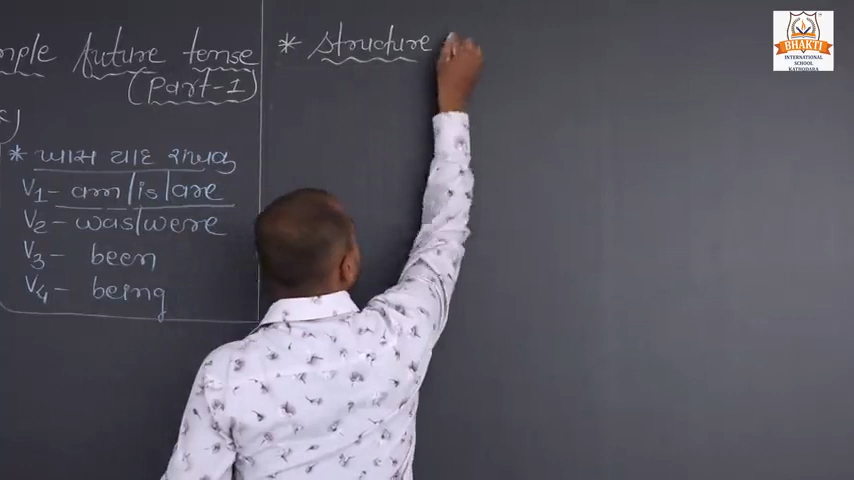 future tense
(Part-1)
* ખાસ યાદ રાખવું
V1 - am/is/are
V2 - was/were
V3 - been
V4 - being
* Structure
BHAKTI
INTERNATIONAL
SCHOOL
KATHODARA